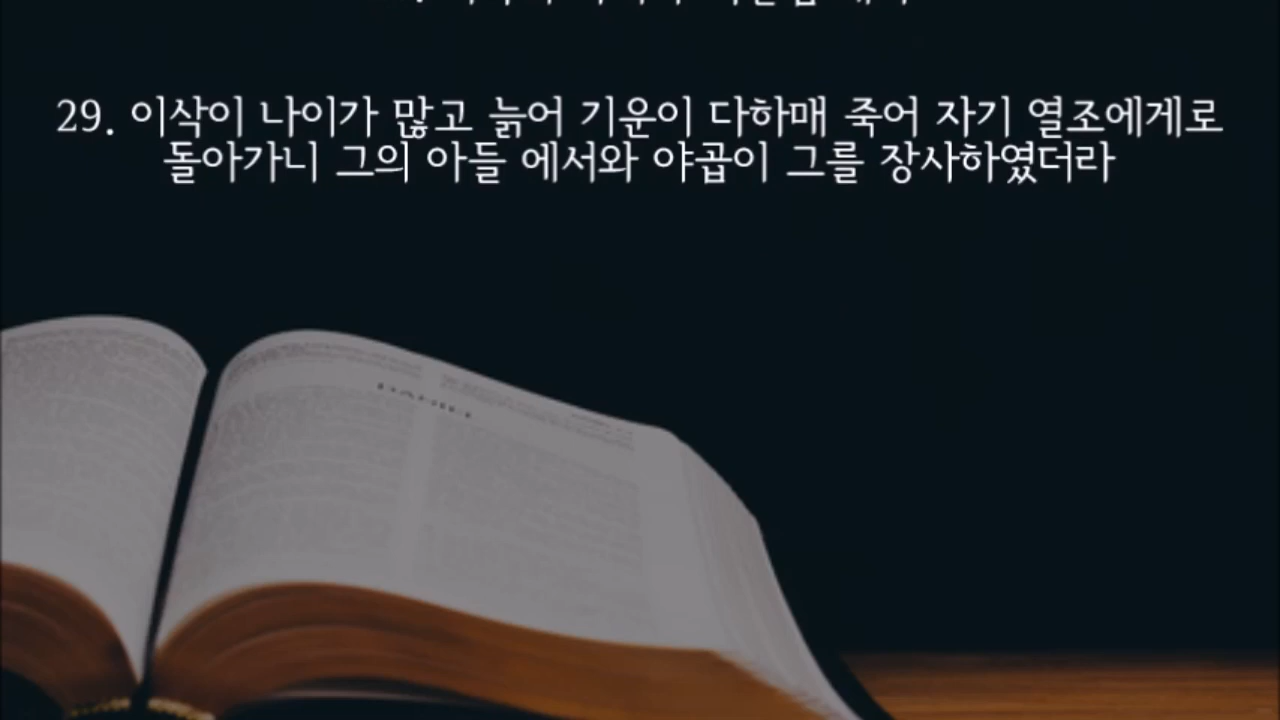 29. 이삭이 나이가 많고 늙어 기운이 다하매 죽어 자기 열조에게로
돌아가니 그의 아들 에서와 야곱이 그를 장사하였더라